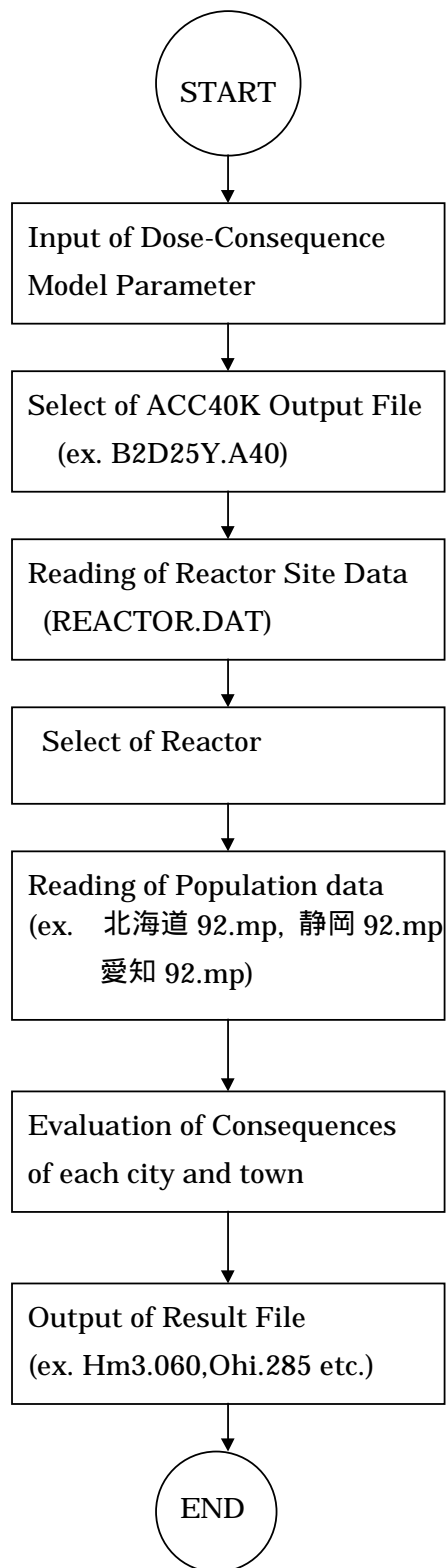 START
Input of Dose-Consequence
Model Parameter
Select of ACC40K Output File
(ex. B2D25Y.A40)
Reading of Reactor Site Data
(REACTOR.DAT)
Select of Reactor
Reading of Population data
(ex. 北海道 92.mp, 静岡 92.mp
愛知 92.mp)
Evaluation of Consequences
of each city and town
Output of Result File
(ex. Hm3.060,Ohi.285 etc.)
END